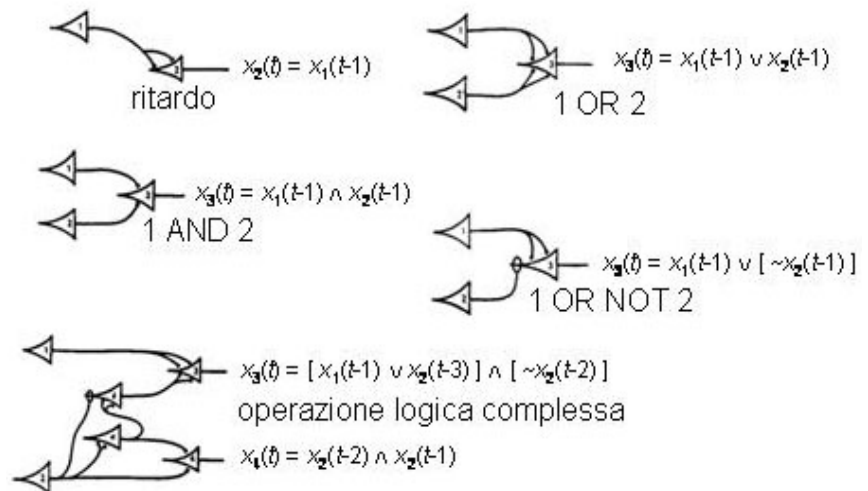 x₂(t) = x₁(t-1)
ritardo
x₃(t) = x₁(t-1) v x₂(t-1)
1 OR 2
x₃(t) = x₁(t-1) ∧ x₂(t-1)
1 AND 2
x₃(t) = x₁(t-1) v [ ~x₂(t-1) ]
1 OR NOT 2
x₃(t) = [ x₁(t-1) v x₂(t-3) ] ∧ [ ~x₂(t-2) ]
operazione logica complessa
x₄(t) = x₂(t-2) ∧ x₂(t-1)